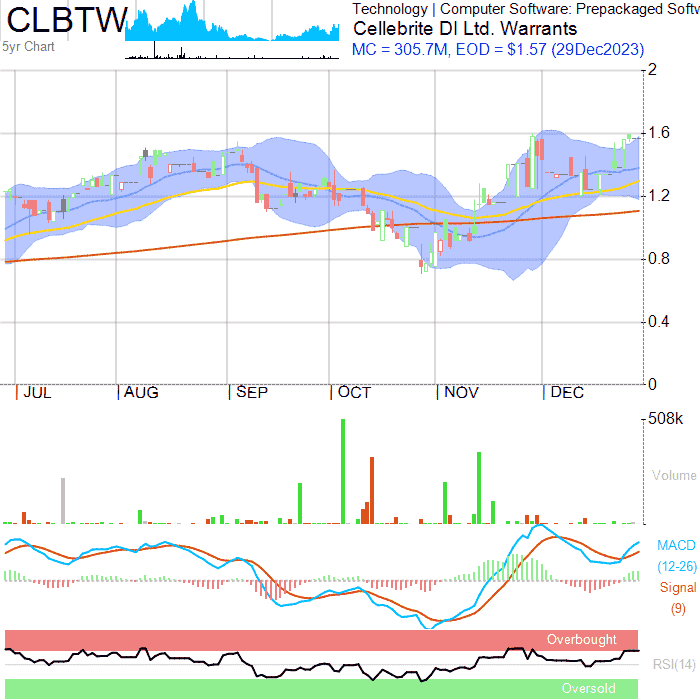 CLBTW
5yr Chart
Technology | Computer Software: Prepackaged Softw
Cellebrite DI Ltd. Warrants
MC = 305.7M, EOD = $1.57 (29Dec2023)
2
1.6
1.2
0.8
0.4
0
JUL AUG SEP OCT NOV DEC
508k
Volume
MACD
(12-26)
Signal
(9)
Overbought
RSI(14)
Oversold